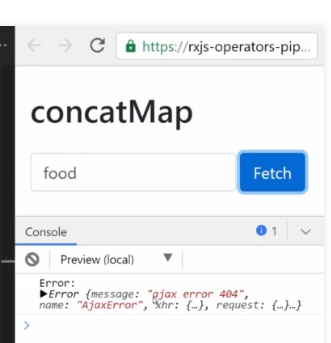 https://rxjs-operators-pip...
concatMap
food
Fetch
Console
1
Preview (local)
Error:
▶Error {message: "ajax error 404",
name: "AjaxError", xhr: {…}, request: {…}…}